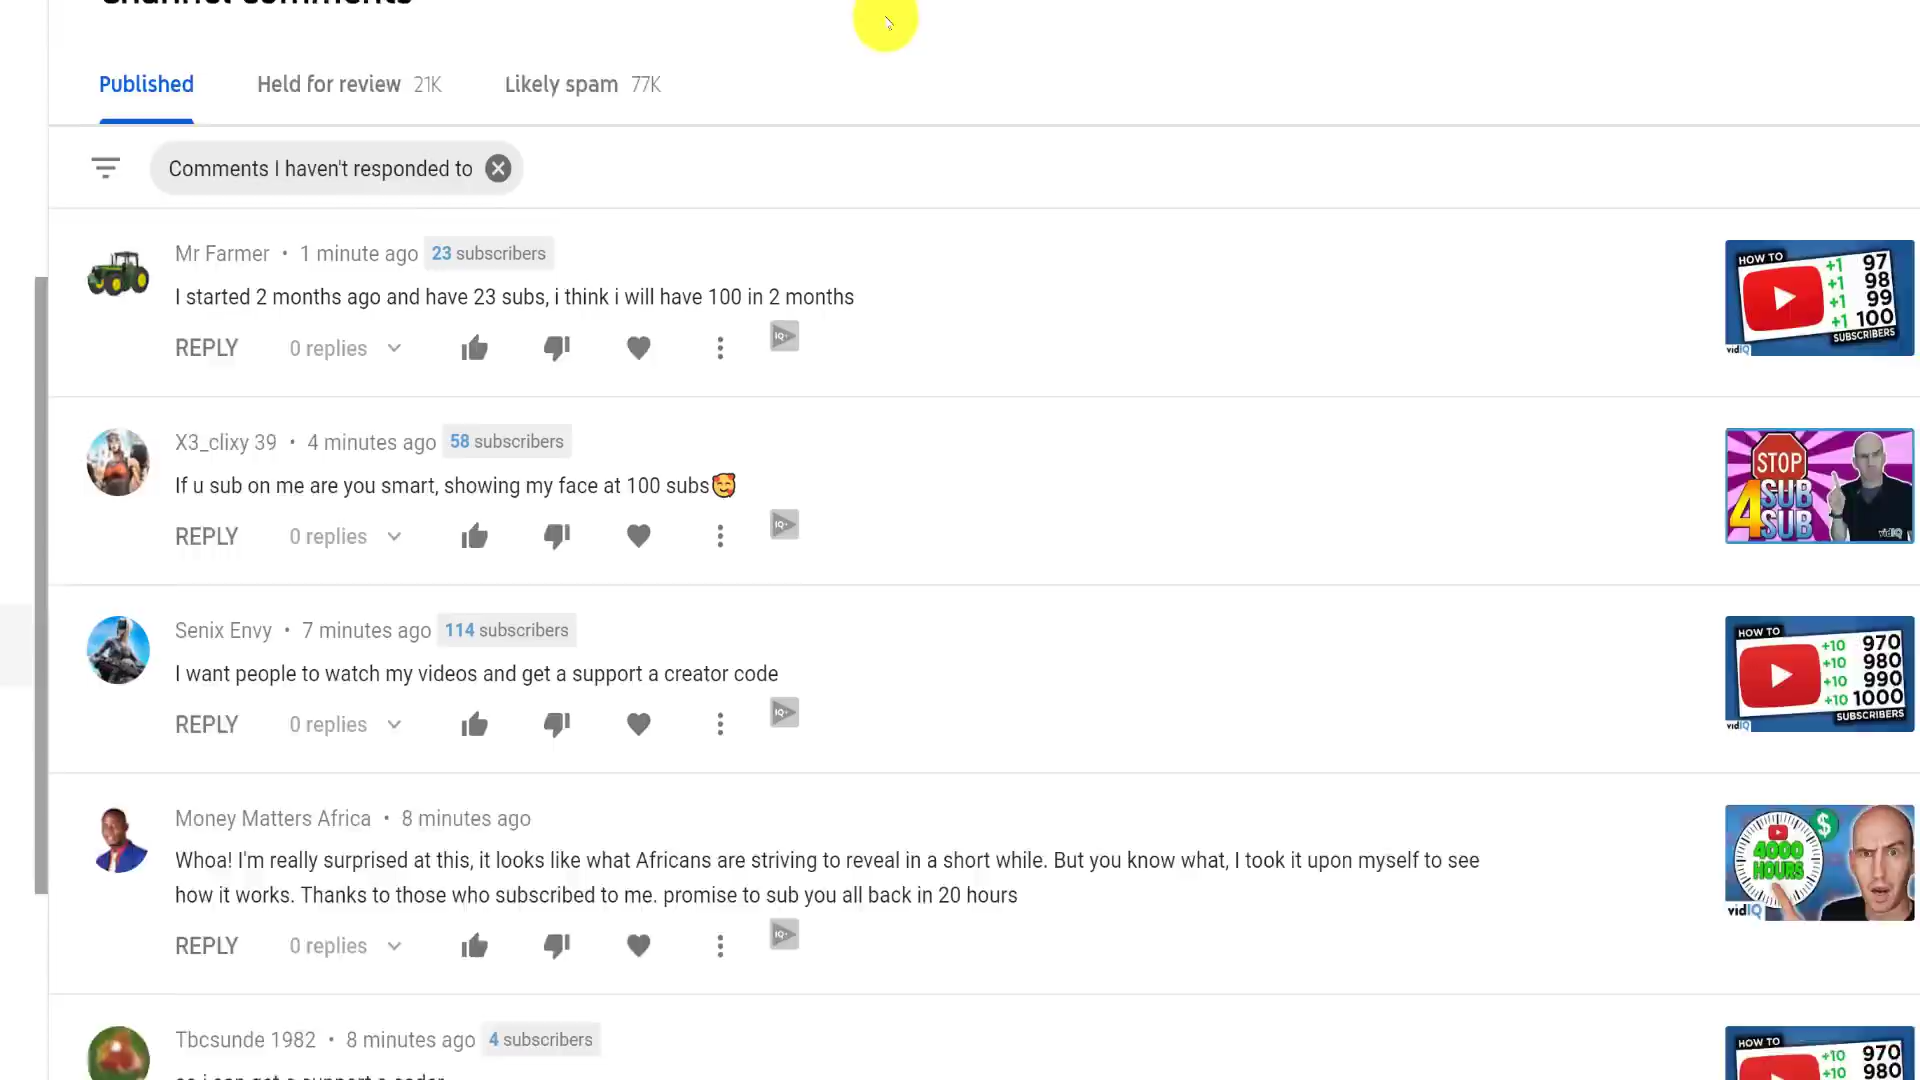 channel comments
Published
Held for review 21K
Likely spam 77K
Comments I haven't responded to
Mr Farmer • 1 minute ago 23 subscribers
I started 2 months ago and have 23 subs, i think i will have 100 in 2 months
REPLY 0 replies
HOW TO
+1 97
+1 98
+1 99
+1 100
SUBSCRIBERS
vidIQ
X3_clixy 39 • 4 minutes ago 58 subscribers
If u sub on me are you smart, showing my face at 100 subs🥰
REPLY 0 replies
STOP
SUB
4
SUB
vidIQ
Senix Envy • 7 minutes ago 114 subscribers
I want people to watch my videos and get a support a creator code
REPLY 0 replies
HOW TO
+10 970
+10 980
+10 990
+10 1000
SUBSCRIBERS
vidIQ
Money Matters Africa • 8 minutes ago
Whoa! I'm really surprised at this, it looks like what Africans are striving to reveal in a short while. But you know what, I took it upon myself to see
how it works. Thanks to those who subscribed to me. promise to sub you all back in 20 hours
REPLY 0 replies
$
4000
HOURS
vidIQ
Tbcsunde 1982 • 8 minutes ago 4 subscribers
HOW TO
+10 970
+10 980